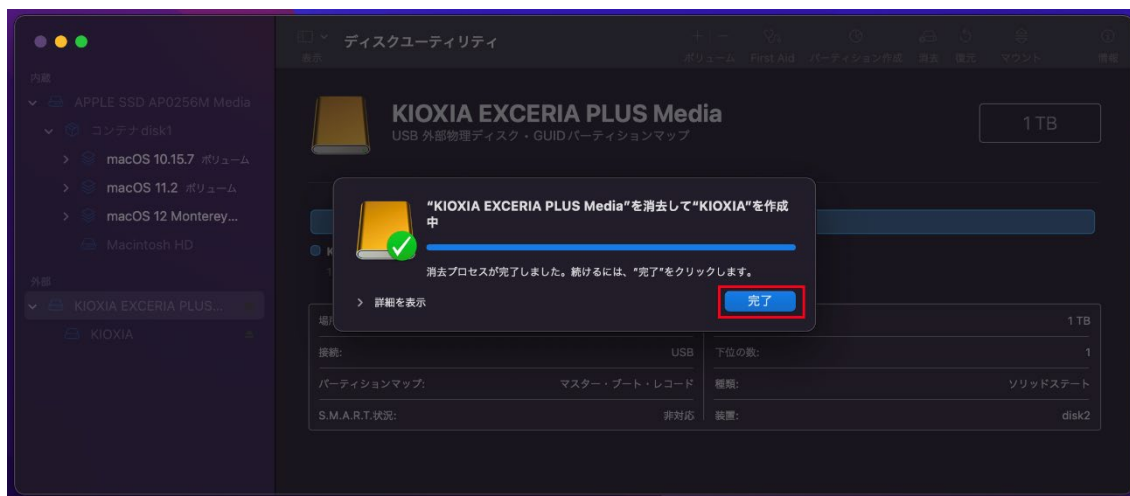 ディスクユーティリティ
表示
ボリューム First Aid パーティション作成 消去 復元 マウント 情報
内蔵
APPLE SSD AP0256M Media
コンテナ disk1
macOS 10.15.7 ボリューム
macOS 11.2 ボリューム
macOS 12 Monterey...
Macintosh HD
外部
KIOXIA EXCERIA PLUS...
KIOXIA
KIOXIA EXCERIA PLUS Media
USB 外部物理ディスク・GUIDパーティションマップ
1 TB
"KIOXIA EXCERIA PLUS Media"を消去して"KIOXIA"を作成
中
消去プロセスが完了しました。続けるには、"完了"をクリックします。
詳細を表示
完了
1 TB
接続: USB
下位の数: 1
パーティションマップ: マスター・ブート・レコード
種類: ソリッドステート
S.M.A.R.T.状況: 非対応
装置: disk2